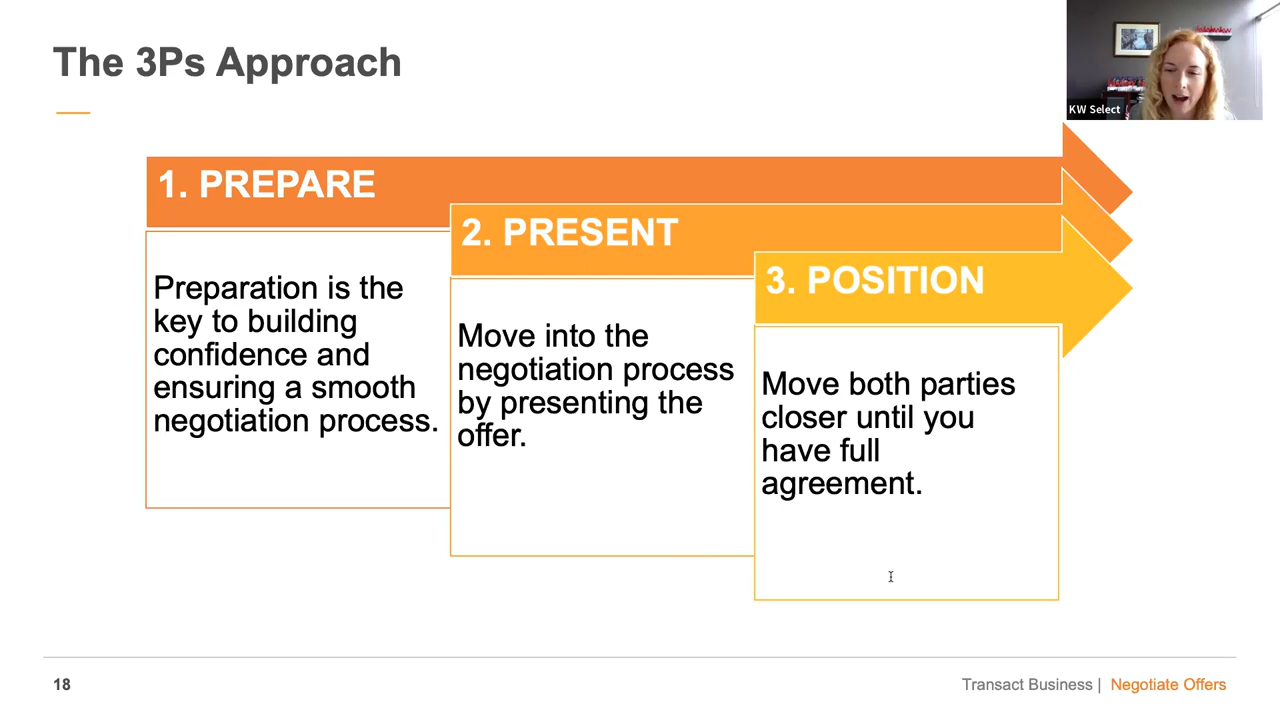 The 3Ps Approach
KW Select
1. PREPARE
Preparation is the
key to building
confidence and
ensuring a smooth
negotiation process.
2. PRESENT
Move into the
negotiation process
by presenting the
offer.
3. POSITION
Move both parties
closer until you
have full
agreement.
18
Transact Business | Negotiate Offers